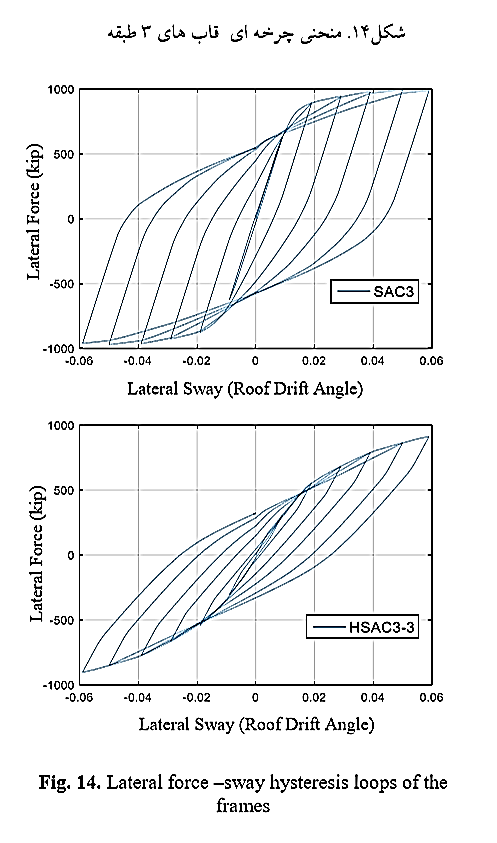 شکل۱۴. منحنی چرخه ای قاب های ۳ طبقه
1000
500
0
-500
-1000
Lateral Force (kip)
SAC3
-0.06 -0.04 -0.02 0 0.02 0.04 0.06
Lateral Sway (Roof Drift Angle)
1000
500
0
-500
-1000
Lateral Force (kip)
HSAC3-3
-0.06 -0.04 -0.02 0 0.02 0.04 0.06
Lateral Sway (Roof Drift Angle)
Fig. 14. Lateral force –sway hysteresis loops of the
frames